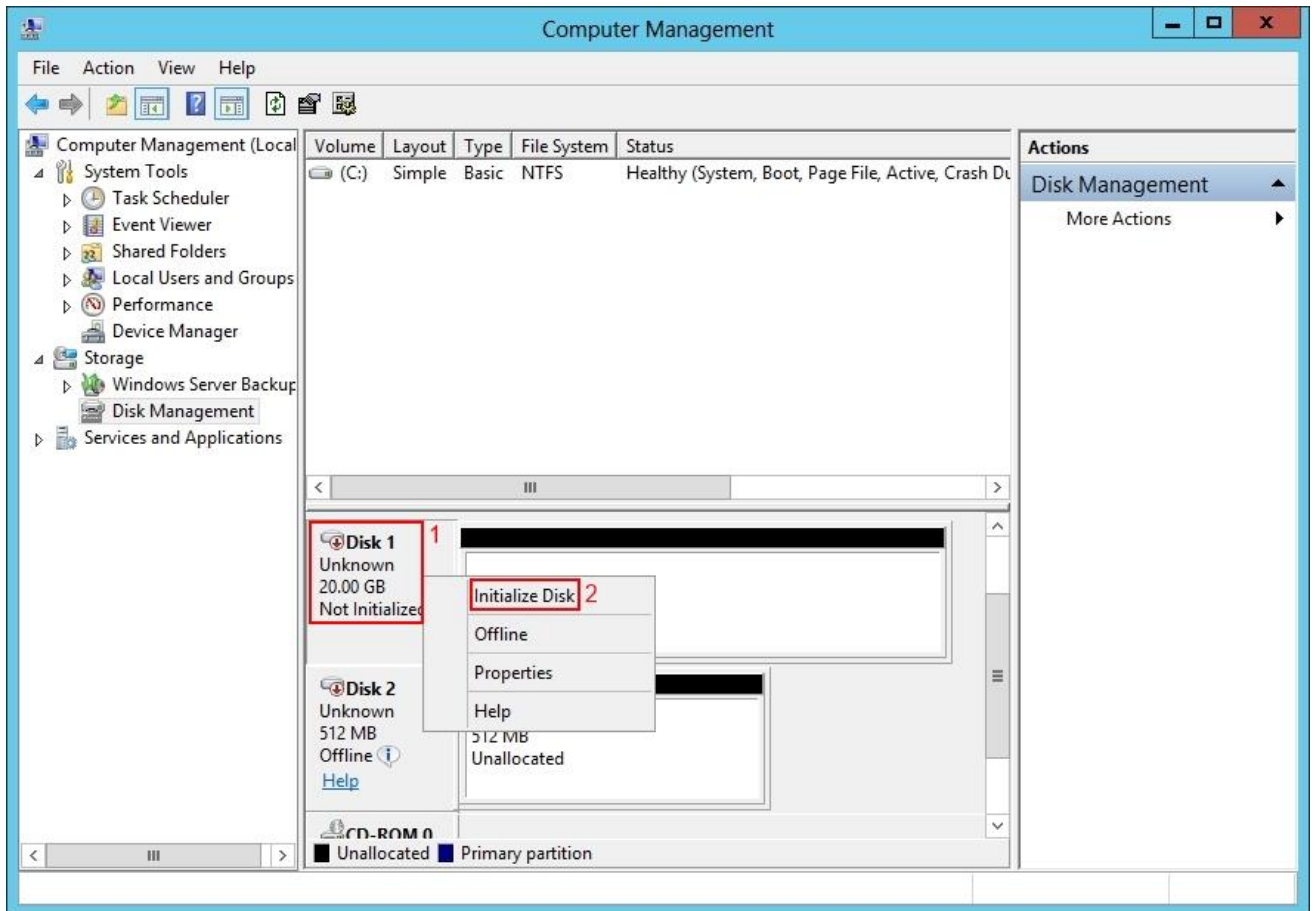 Computer Management
File Action View Help
Computer Management (Local
System Tools
Task Scheduler
Event Viewer
Shared Folders
Local Users and Groups
Performance
Device Manager
Storage
Windows Server Backup
Disk Management
Services and Applications
Volume Layout Type File System Status
(C:) Simple Basic NTFS Healthy (System, Boot, Page File, Active, Crash Du
Disk 1
Unknown
20.00 GB
Not Initialized
1
Initialize Disk 2
Offline
Properties
Help
Disk 2
Unknown
512 MB
Offline
Help
512 MB
Unallocated
CD-ROM 0
Unallocated Primary partition
Actions
Disk Management
More Actions